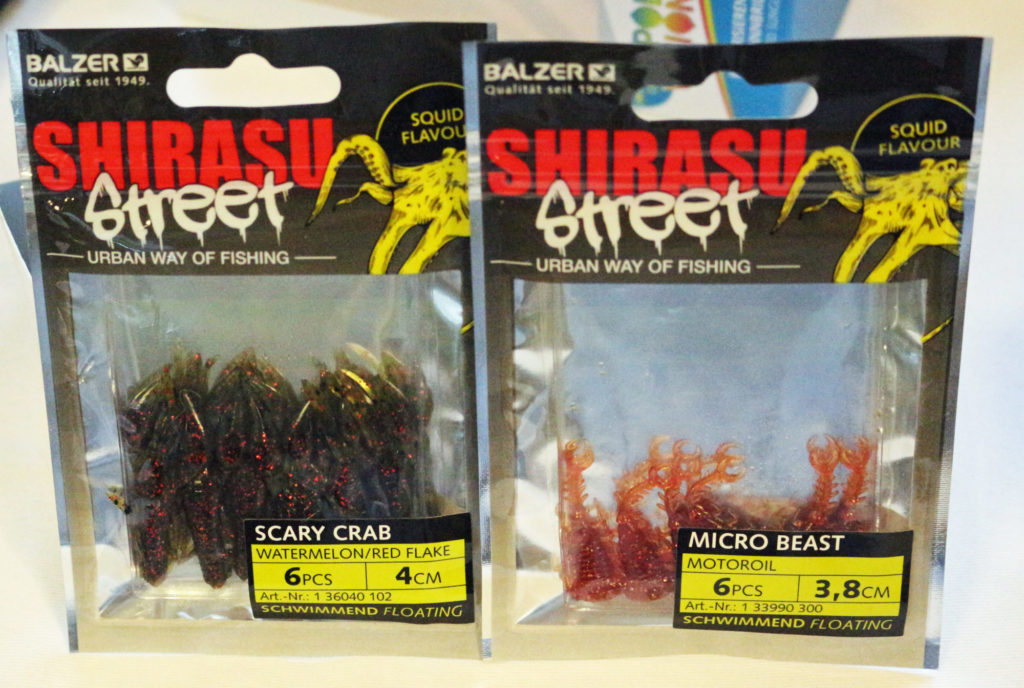 BALZER
Qualität seit 1949.
SQUID
FLAVOU
SHIRASU
Street
URBAN WAY OF FISHING
SCARY CRAB
WATERMELON/RED FLAKE
6PCS 4CM
Art.-Nr.: 1 36040 102
SCHWIMMEND FLOATING
BALZER
Qualität seit 1949.
SQUID
FLAVOUR
SHIRASU
Street
URBAN WAY OF FISHING
MICRO BEAST
MOTOROIL
6PCS 3,8CM
Art.-Nr.: 1 33990 300
SCHWIMMEND FLOATING